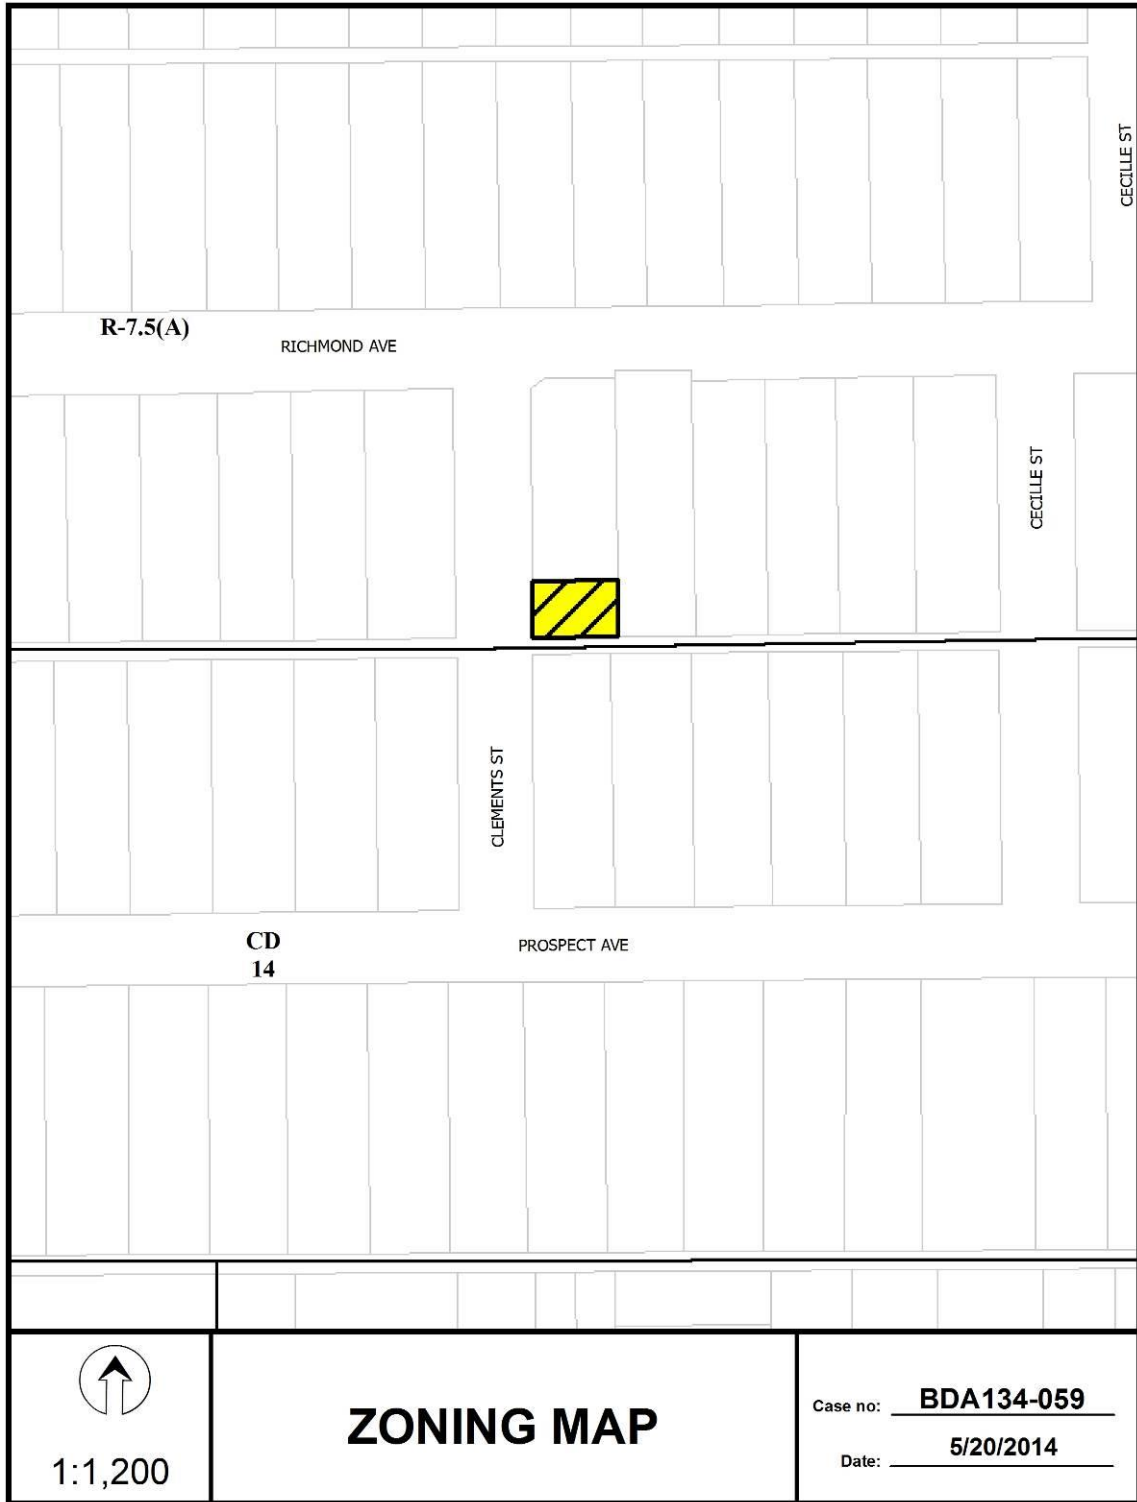 CECILLE ST
R-7.5(A)
RICHMOND AVE
CECILLE ST
CLEMENTS ST
CD
14
PROSPECT AVE
1:1,200
ZONING MAP
Case no: BDA134-059
Date: 5/20/2014